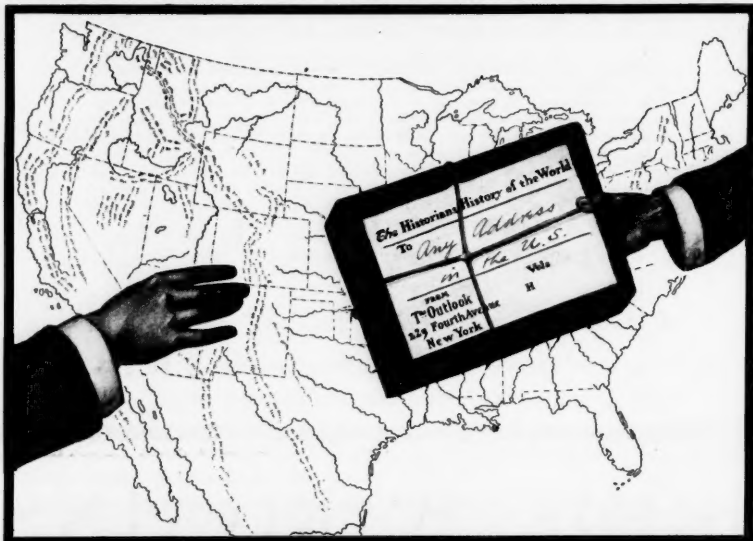 The Historians History of the World
To Any Address
in the U.S.
FROM
The Outlook
229 Fourth Avenue
New York
Vols
H